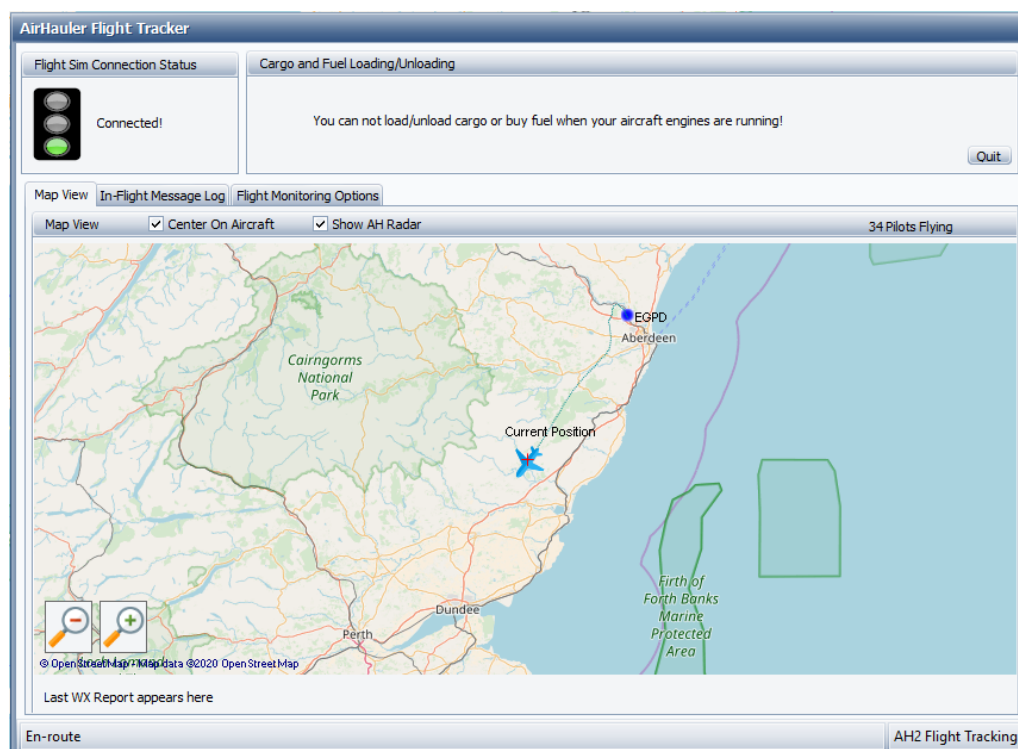 AirHauler Flight Tracker
Flight Sim Connection Status
Cargo and Fuel Loading/Unloading
Connected!
You can not load/unload cargo or buy fuel when your aircraft engines are running!
Quit
Map View
In-Flight Message Log
Flight Monitoring Options
Map View
Center On Aircraft
Show AH Radar
34 Pilots Flying
EGPD
Aberdeen
Cairngorms
National
Park
Current Position
Firth of
Forth Banks
Marine
Protected
Area
Dundee
Perth
© OpenStreetMap - Map data ©2020 OpenStreetMap
Last WX Report appears here
En-route
AH2 Flight Tracking